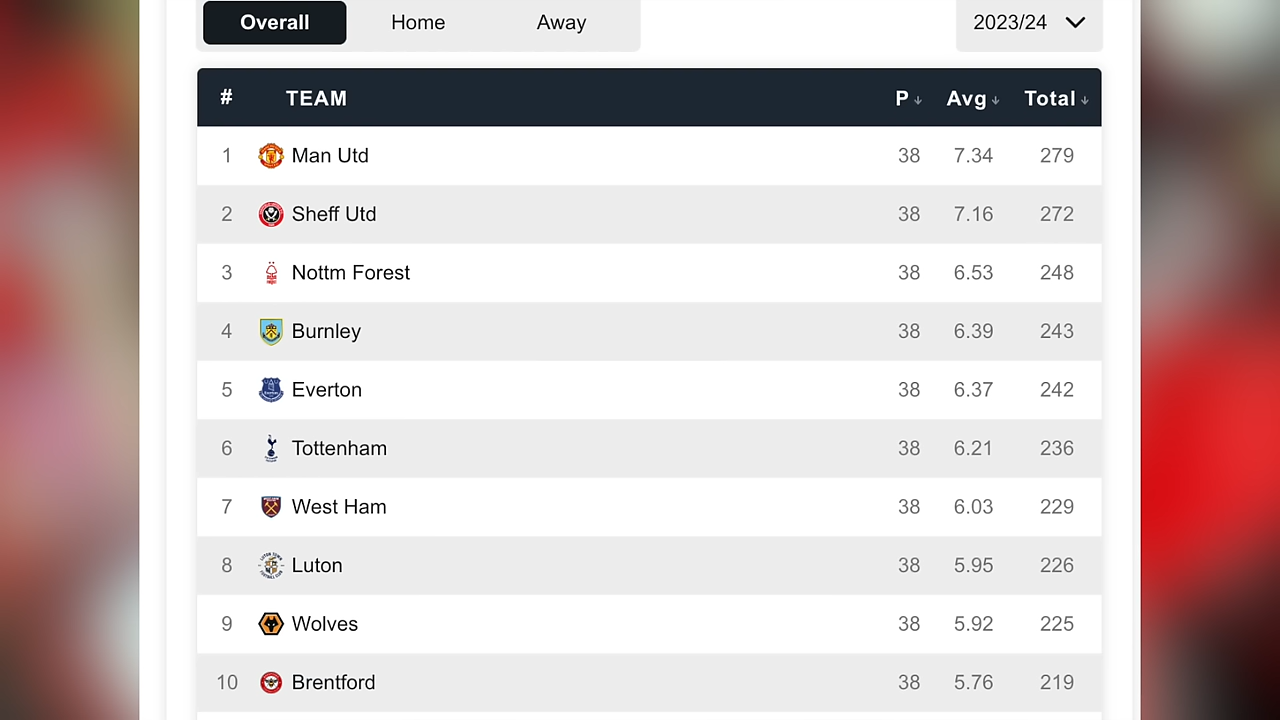 Overall Home Away 2023/24
# TEAM P↓ Avg↓ Total↓
1 Man Utd 38 7.34 279
2 Sheff Utd 38 7.16 272
3 Nottm Forest 38 6.53 248
4 Burnley 38 6.39 243
5 Everton 38 6.37 242
6 Tottenham 38 6.21 236
7 West Ham 38 6.03 229
8 Luton 38 5.95 226
9 Wolves 38 5.92 225
10 Brentford 38 5.76 219